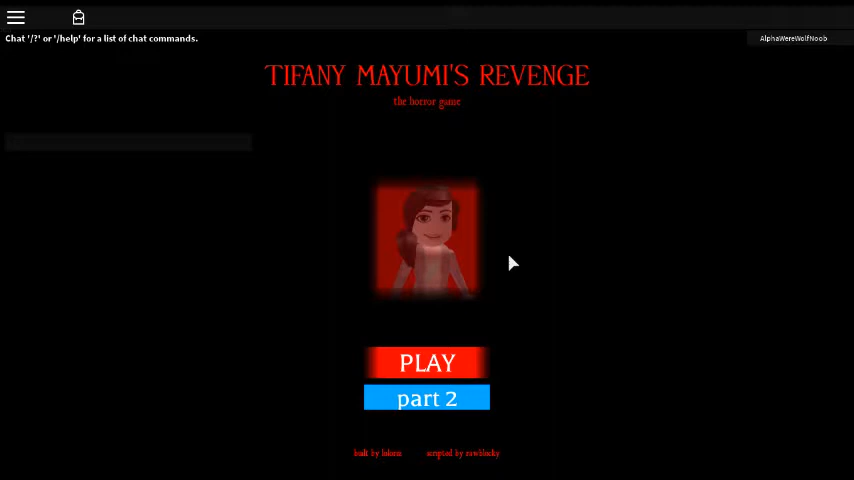 Chat '/?' or '/help' for a list of chat commands.
AlphaWereWolfNoob
TIFANY MAYUMI'S REVENGE
the horror game
PLAY
part 2
built by
scripted by rawblocky